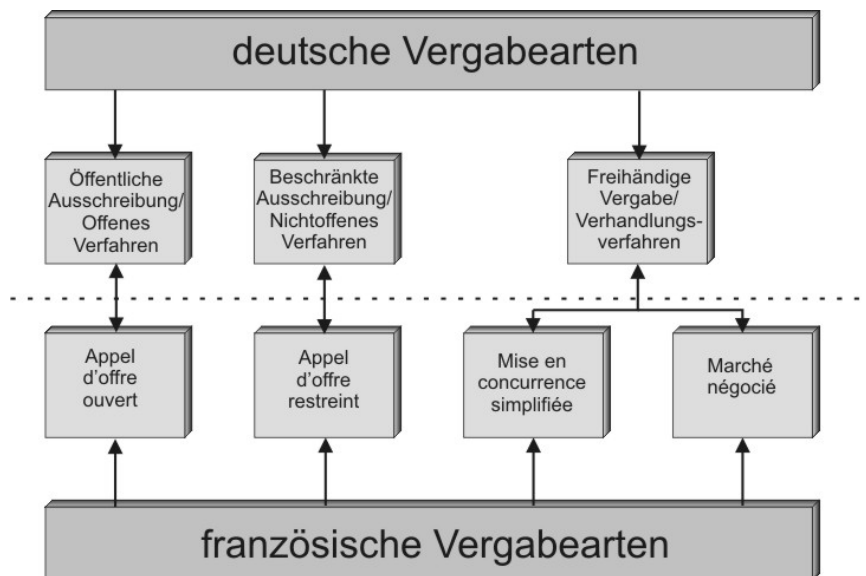 deutsche Vergabearten
Öffentliche
Ausschreibung/
Offenes
Verfahren
Beschränkte
Ausschreibung/
Nichtoffenes
Verfahren
Freihändige
Vergabe/
Verhandlungs-
verfahren
Appel
d'offre
ouvert
Appel
d'offre
restreint
Mise en
concurrence
simplifiée
Marché
négocié
französische Vergabearten